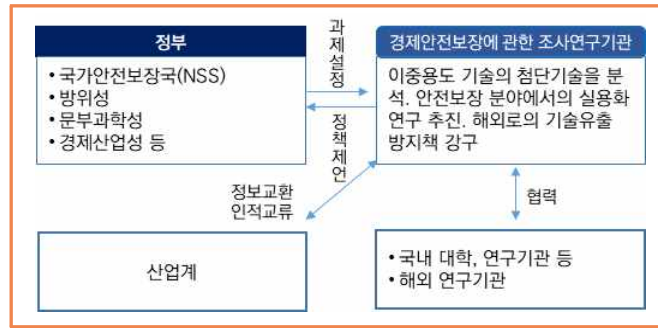 정부
• 국가안전보장국(NSS)
• 방위성
• 문부과학성
• 경제산업성 등
과제설정
정책제언
경제안전보장에 관한 조사연구기관
이중용도 기술의 첨단기술을 분
석. 안전보장 분야에서의 실용화
연구 추진. 해외로의 기술유출
방지책 강구
정보교환
인적교류
협력
산업계
• 국내 대학, 연구기관 등
• 해외 연구기관